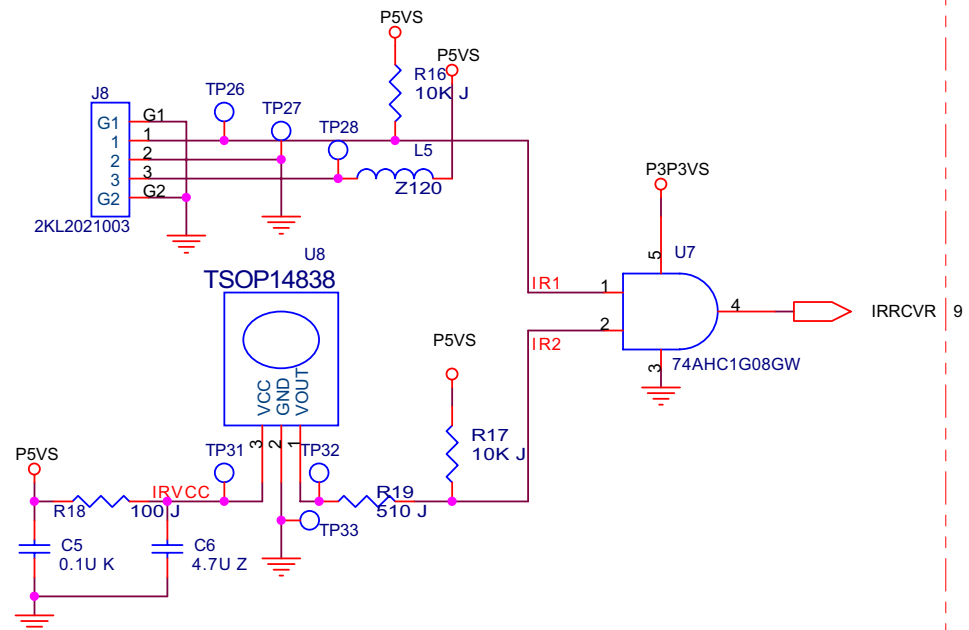 P5VS
P5VS
R16
10K J
J8
TP26
TP27
TP28
G1
G1
1
1
2
2
3
3
G2
G2
L5
Z120
2KL2021003
P3P3VS
5
U7
U8
TSOP14838
IR1
1
4
IRRCVR
9
2
IR2
3
74AHC1G08GW
P5VS
VCC
GND
VOUT
3
2
1
R17
10K J
TP31
TP32
P5VS
IRVCC
R18
100 J
R19
510 J
TP33
C5
0.1U K
C6
4.7U Z